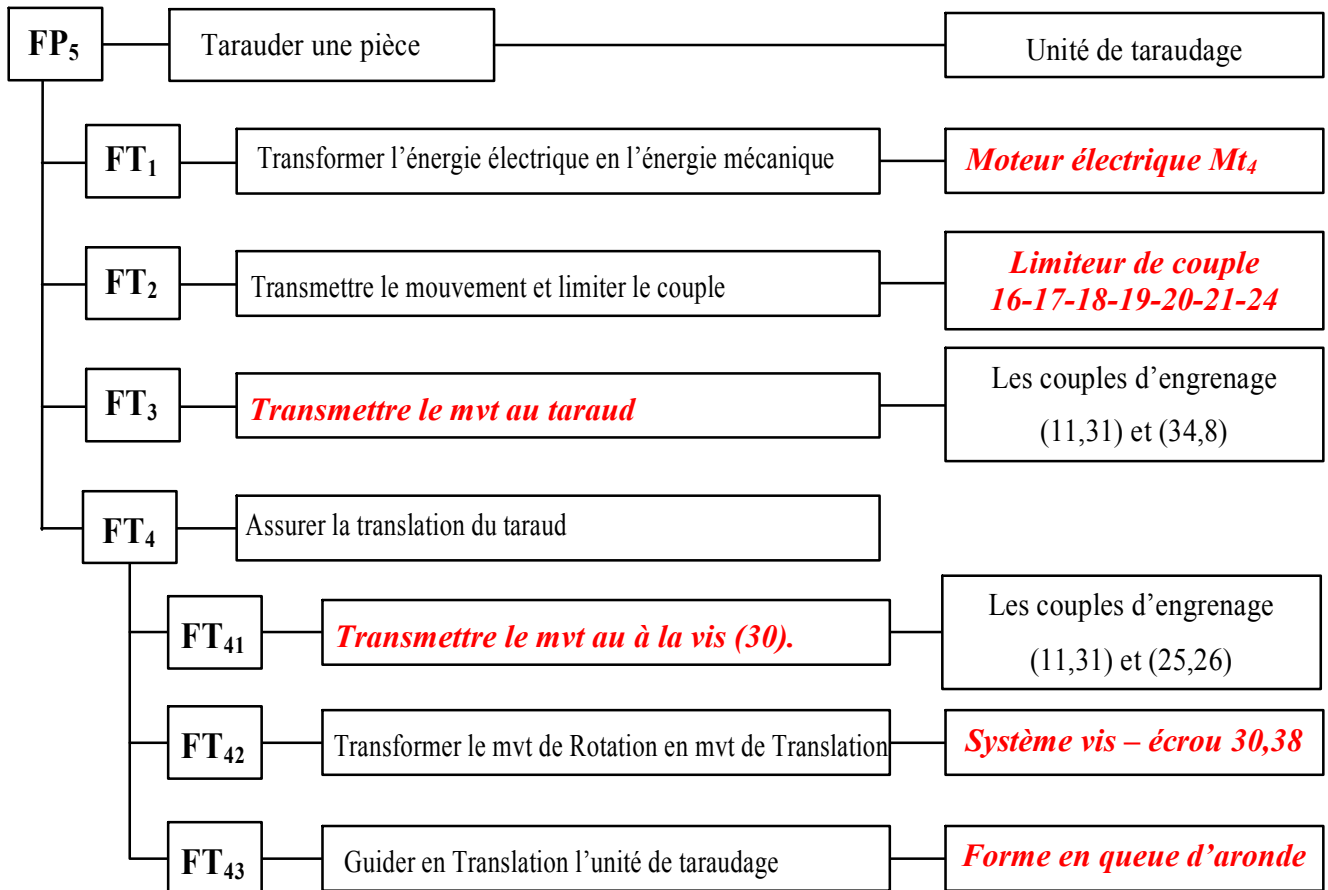 FP5 Tarauder une pièce Unité de taraudage
FT1 Transformer l'énergie électrique en l'énergie mécanique Moteur électrique Mt4
FT2 Transmettre le mouvement et limiter le couple Limiteur de couple
16-17-18-19-20-21-24
FT3 Transmettre le mvt au taraud Les couples d'engrenage
(11,31) et (34,8)
FT4 Assurer la translation du taraud
FT41 Transmettre le mvt au à la vis (30). Les couples d'engrenage
(11,31) et (25,26)
FT42 Transformer le mvt de Rotation en mvt de Translation Système vis – écrou 30,38
FT43 Guider en Translation l'unité de taraudage Forme en queue d'aronde